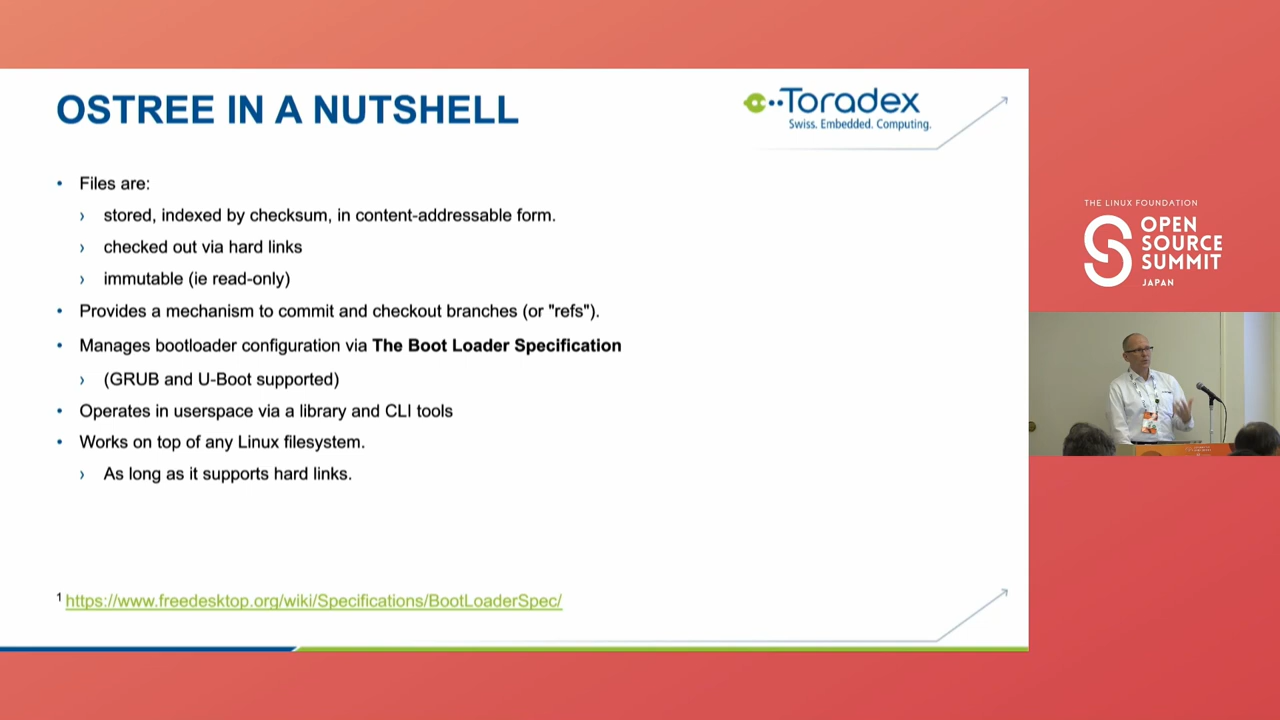 OSTREE IN A NUTSHELL
Toradex
Swiss. Embedded. Computing.
• Files are:
› stored, indexed by checksum, in content-addressable form.
› checked out via hard links
› immutable (ie read-only)
• Provides a mechanism to commit and checkout branches (or "refs").
• Manages bootloader configuration via The Boot Loader Specification
› (GRUB and U-Boot supported)
• Operates in userspace via a library and CLI tools
• Works on top of any Linux filesystem.
› As long as it supports hard links.
1 https://www.freedesktop.org/wiki/Specifications/BootLoaderSpec/
THE LINUX FOUNDATION
OPEN
SOURCE
SUMMIT
JAPAN